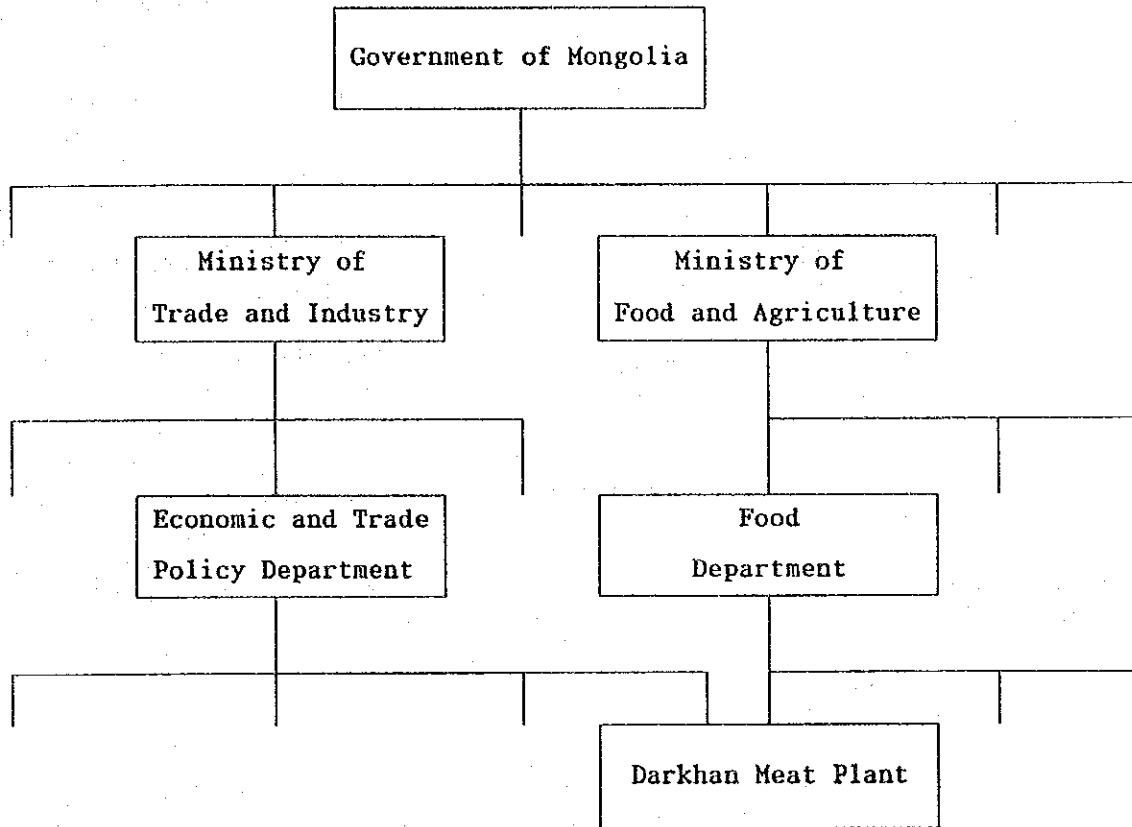 Government of Mongolia
Ministry of
Trade and Industry
Ministry of
Food and Agriculture
Economic and Trade
Policy Department
Food
Department
Darkhan Meat Plant